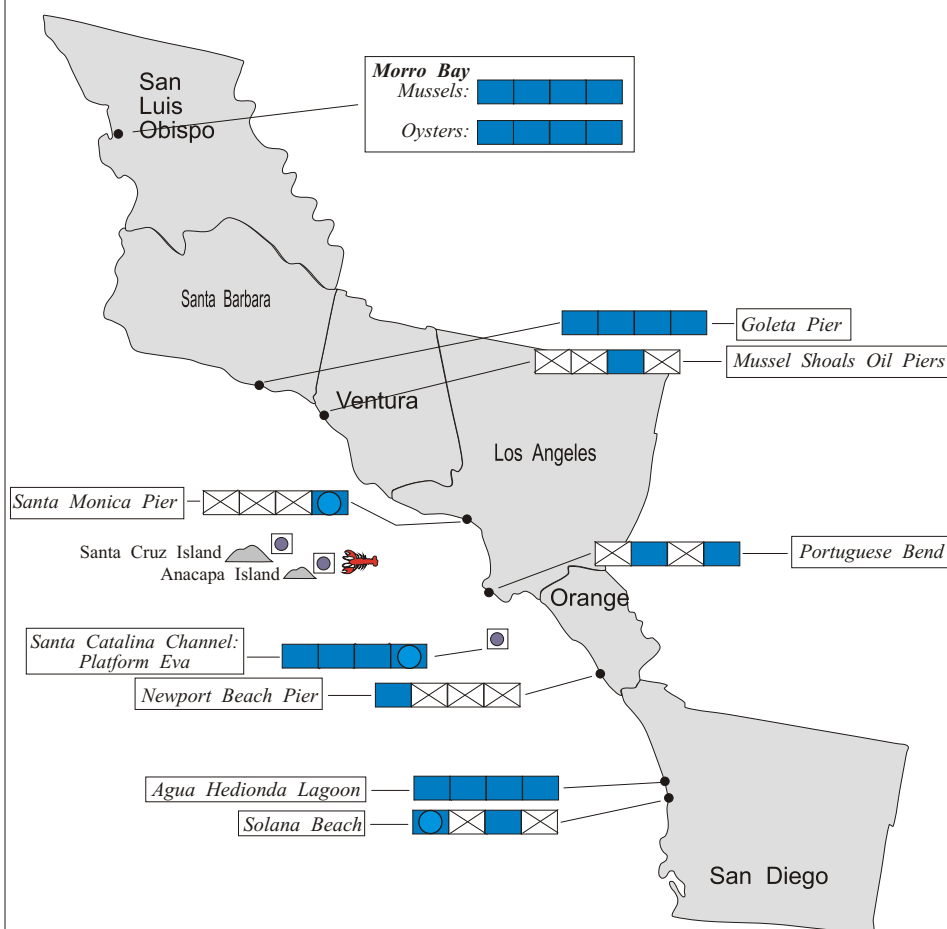 San
Luis
Obispo
Morro Bay
Mussels:
Oysters:
Santa Barbara
Goleta Pier
Mussel Shoals Oil Piers
Ventura
Los Angeles
Santa Monica Pier
Santa Cruz Island
Anacapa Island
Portuguese Bend
Orange
Santa Catalina Channel:
Platform Eva
Newport Beach Pier
Agua Hedionda Lagoon
Solana Beach
San Diego